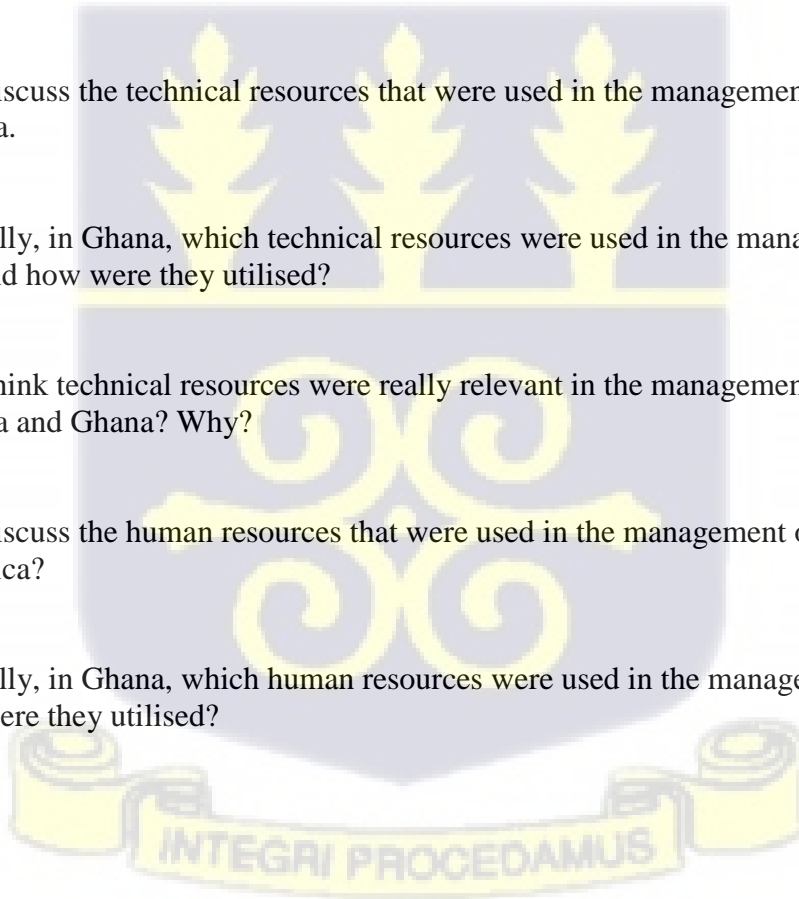 iscuss the technical resources that were used in the managemen
a.
lly, in Ghana, which technical resources were used in the mana
d how were they utilised?
hink technical resources were really relevant in the managemen
a and Ghana? Why?
iscuss the human resources that were used in the management o
ica?
lly, in Ghana, which human resources were used in the manage
ere they utilised?
INTEGRI PROCEDAMUS